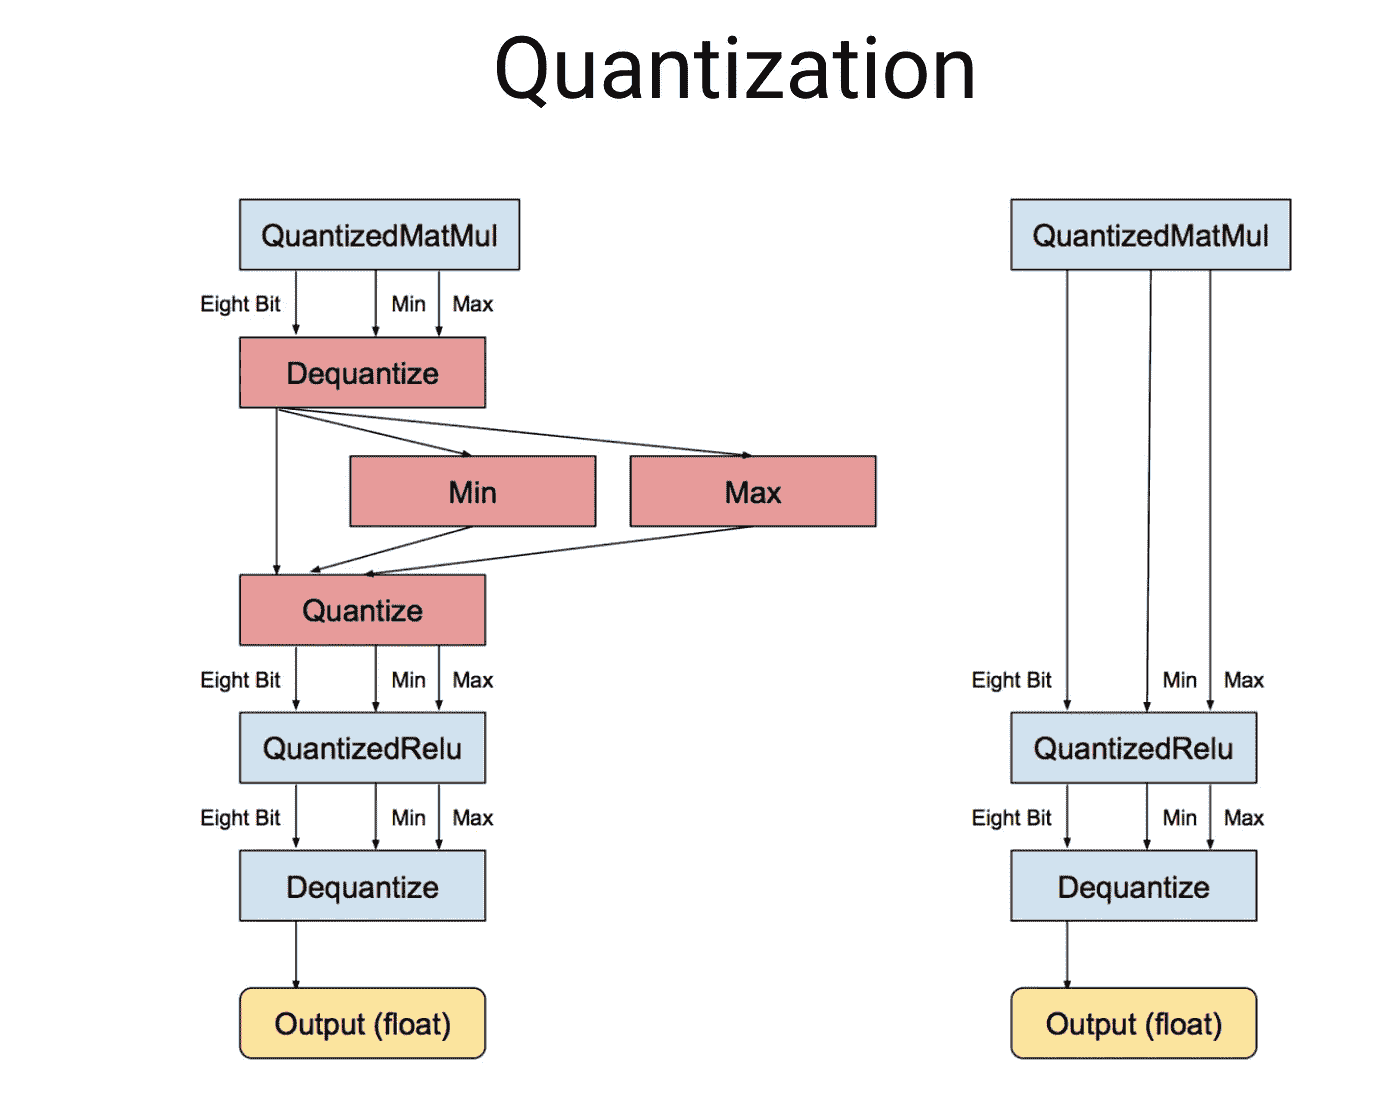 Quantization
QuantizedMatMul
Eight Bit Min Max
Dequantize
Min Max
Quantize
Eight Bit Min Max
QuantizedRelu
Eight Bit Min Max
Dequantize
Output (float)
QuantizedMatMul
Eight Bit Min Max
QuantizedRelu
Eight Bit Min Max
Dequantize
Output (float)